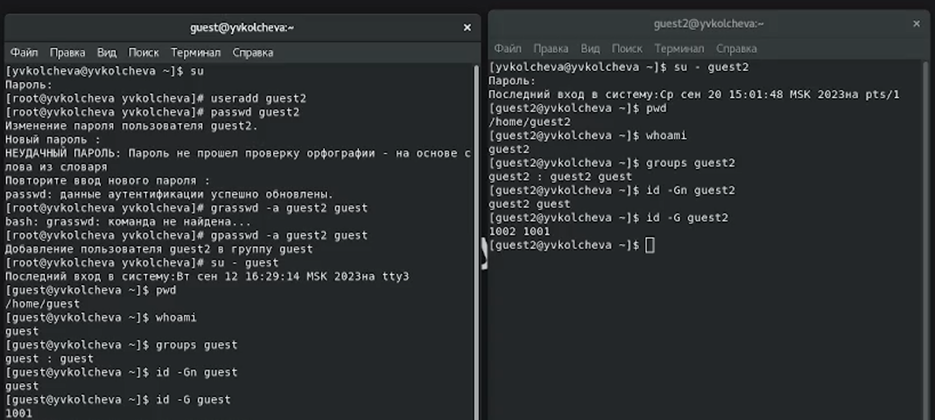 guest@yvkolcheva:~
Файл Правка Вид Поиск Терминал Справка
[yvkolcheva@yvkolcheva ~]$ su
Пароль:
[root@yvkolcheva yvkolcheva]# useradd guest2
[root@yvkolcheva yvkolcheva]# passwd guest2
Изменение пароля пользователя guest2.
Новый пароль :
НЕУДАЧНЫЙ ПАРОЛЬ: Пароль не прошел проверку орфографии - на основе с
лова из словаря
Повторите ввод нового пароля :
passwd: данные аутентификации успешно обновлены.
[root@yvkolcheva yvkolcheva]# grasswd -a guest2 guest
bash: grasswd: команда не найдена...
[root@yvkolcheva yvkolcheva]# gpasswd -a guest2 guest
Добавление пользователя guest2 в группу guest
[root@yvkolcheva yvkolcheva]# su - guest
Последний вход в систему:Вт сен 12 16:29:14 MSK 2023на tty3
[guest@yvkolcheva ~]$ pwd
/home/guest
[guest@yvkolcheva ~]$ whoami
guest
[guest@yvkolcheva ~]$ groups guest
guest : guest
[guest@yvkolcheva ~]$ id -Gn guest
guest
[guest@yvkolcheva ~]$ id -G guest
1001
guest2@yvkolcheva:~
Файл Правка Вид Поиск Терминал Справка
[yvkolcheva@yvkolcheva ~]$ su - guest2
Пароль:
Последний вход в систему:Ср сен 20 15:01:48 MSK 2023на pts/1
[guest2@yvkolcheva ~]$ pwd
/home/guest2
[guest2@yvkolcheva ~]$ whoami
guest2
[guest2@yvkolcheva ~]$ groups guest2
guest2 : guest2 guest
[guest2@yvkolcheva ~]$ id -Gn guest2
guest2 guest
[guest2@yvkolcheva ~]$ id -G guest2
1002 1001
[guest2@yvkolcheva ~]$